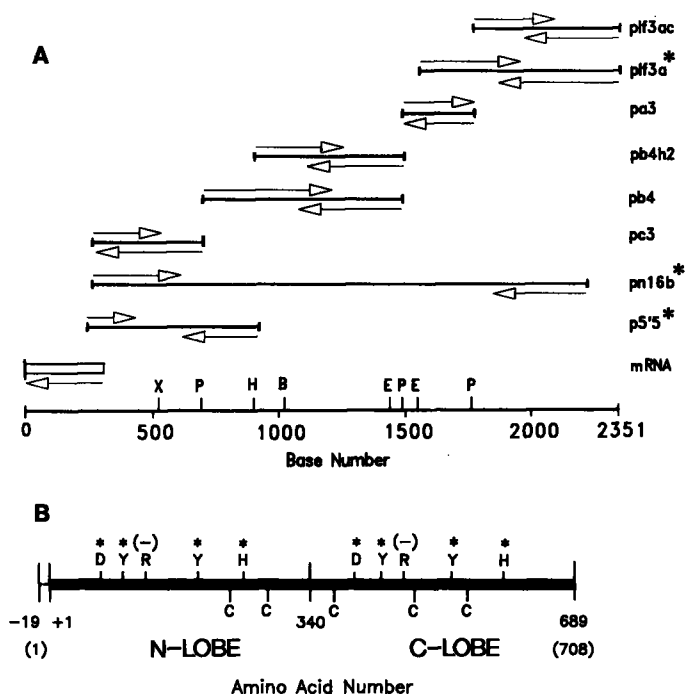 A
plf3ac
plf3a*
pa3
pb4h2
pb4
pc3
pn16b*
p5'5*
mRNA
X P H B E P E P
0 500 1000 1500 2000 2351
Base Number
B
* * (–) * * * * (–) * *
D Y R Y H D Y R Y H
C C C C C
–19 +1 340 689
(1) N–LOBE C–LOBE (708)
Amino Acid Number